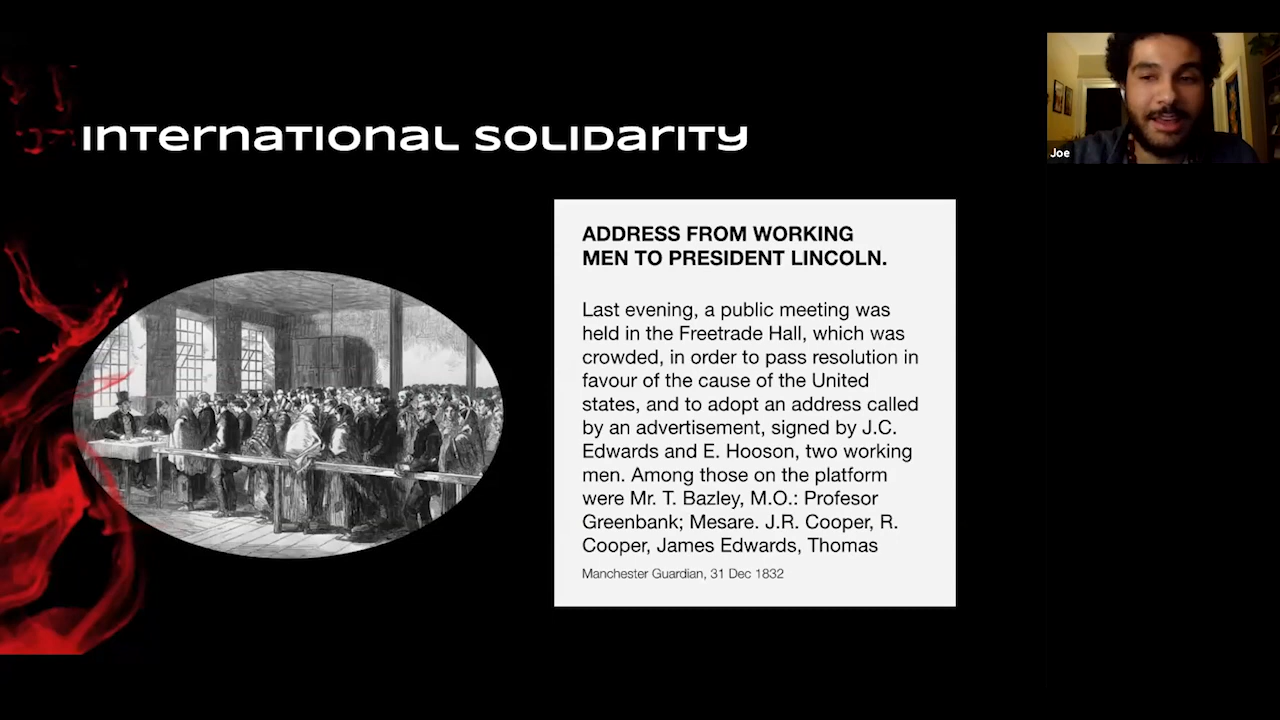 International Solidarity
Joe
ADDRESS FROM WORKING
MEN TO PRESIDENT LINCOLN.
Last evening, a public meeting was
held in the Freetrade Hall, which was
crowded, in order to pass resolution in
favour of the cause of the United
states, and to adopt an address called
by an advertisement, signed by J.C.
Edwards and E. Hooson, two working
men. Among those on the platform
were Mr. T. Bazley, M.O.: Profesor
Greenbank; Mesare. J.R. Cooper, R.
Cooper, James Edwards, Thomas
Manchester Guardian, 31 Dec 1832